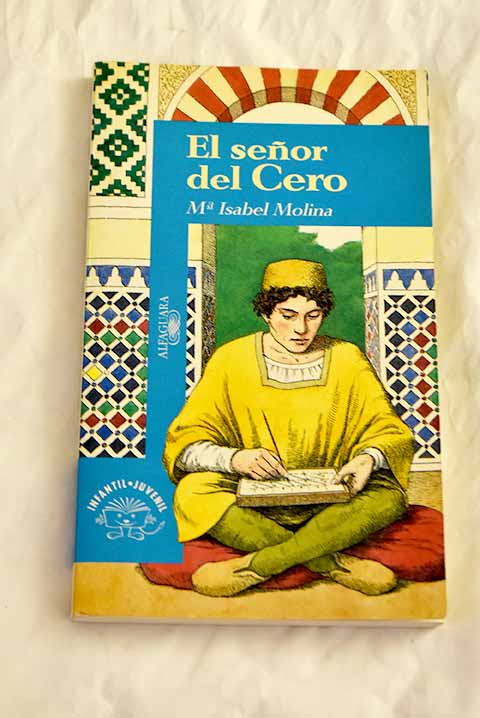 El señor
del Cero
Mª Isabel Molina
ALFAGUARA
INFANTIL•JUVENIL